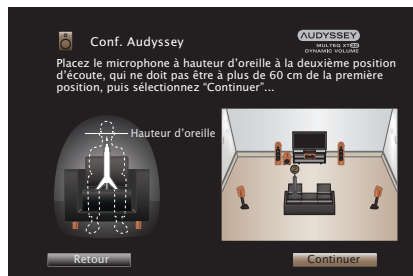 Conf. Audyssey
AUDYSSEY
MULTEQ XT32
DYNAMIC VOLUME
Placez le microphone à hauteur d'oreille à la deuxième position
d'écoute, qui ne doit pas être à plus de 60 cm de la première
position, puis sélectionnez “Continuer”...
Hauteur d'oreille
Retour
Continuer